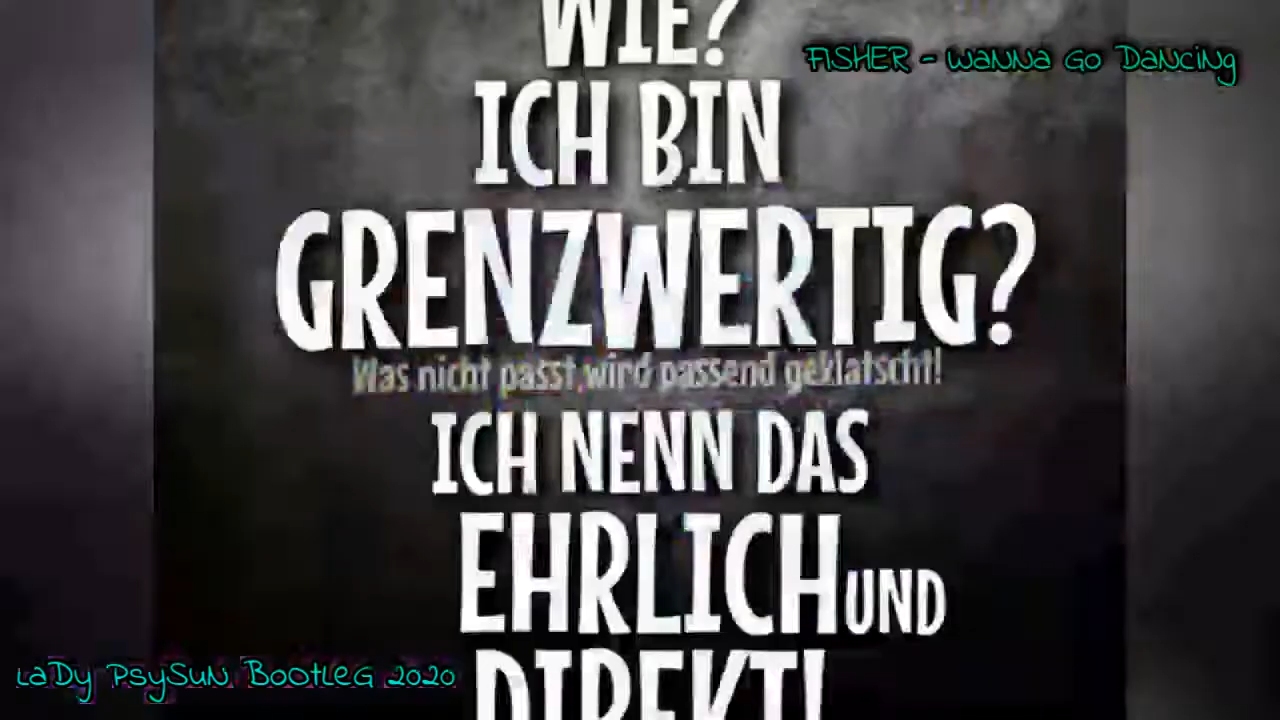 WIE?
FISHER - WANNA GO DANCING
ICH BIN
GRENZWERTIG?
Was nicht passt, wird passend geklatscht!
ICH NENN DAS
EHRLICH UND
DIREKT!
LADY PSYSUN BOOTLEG 2020